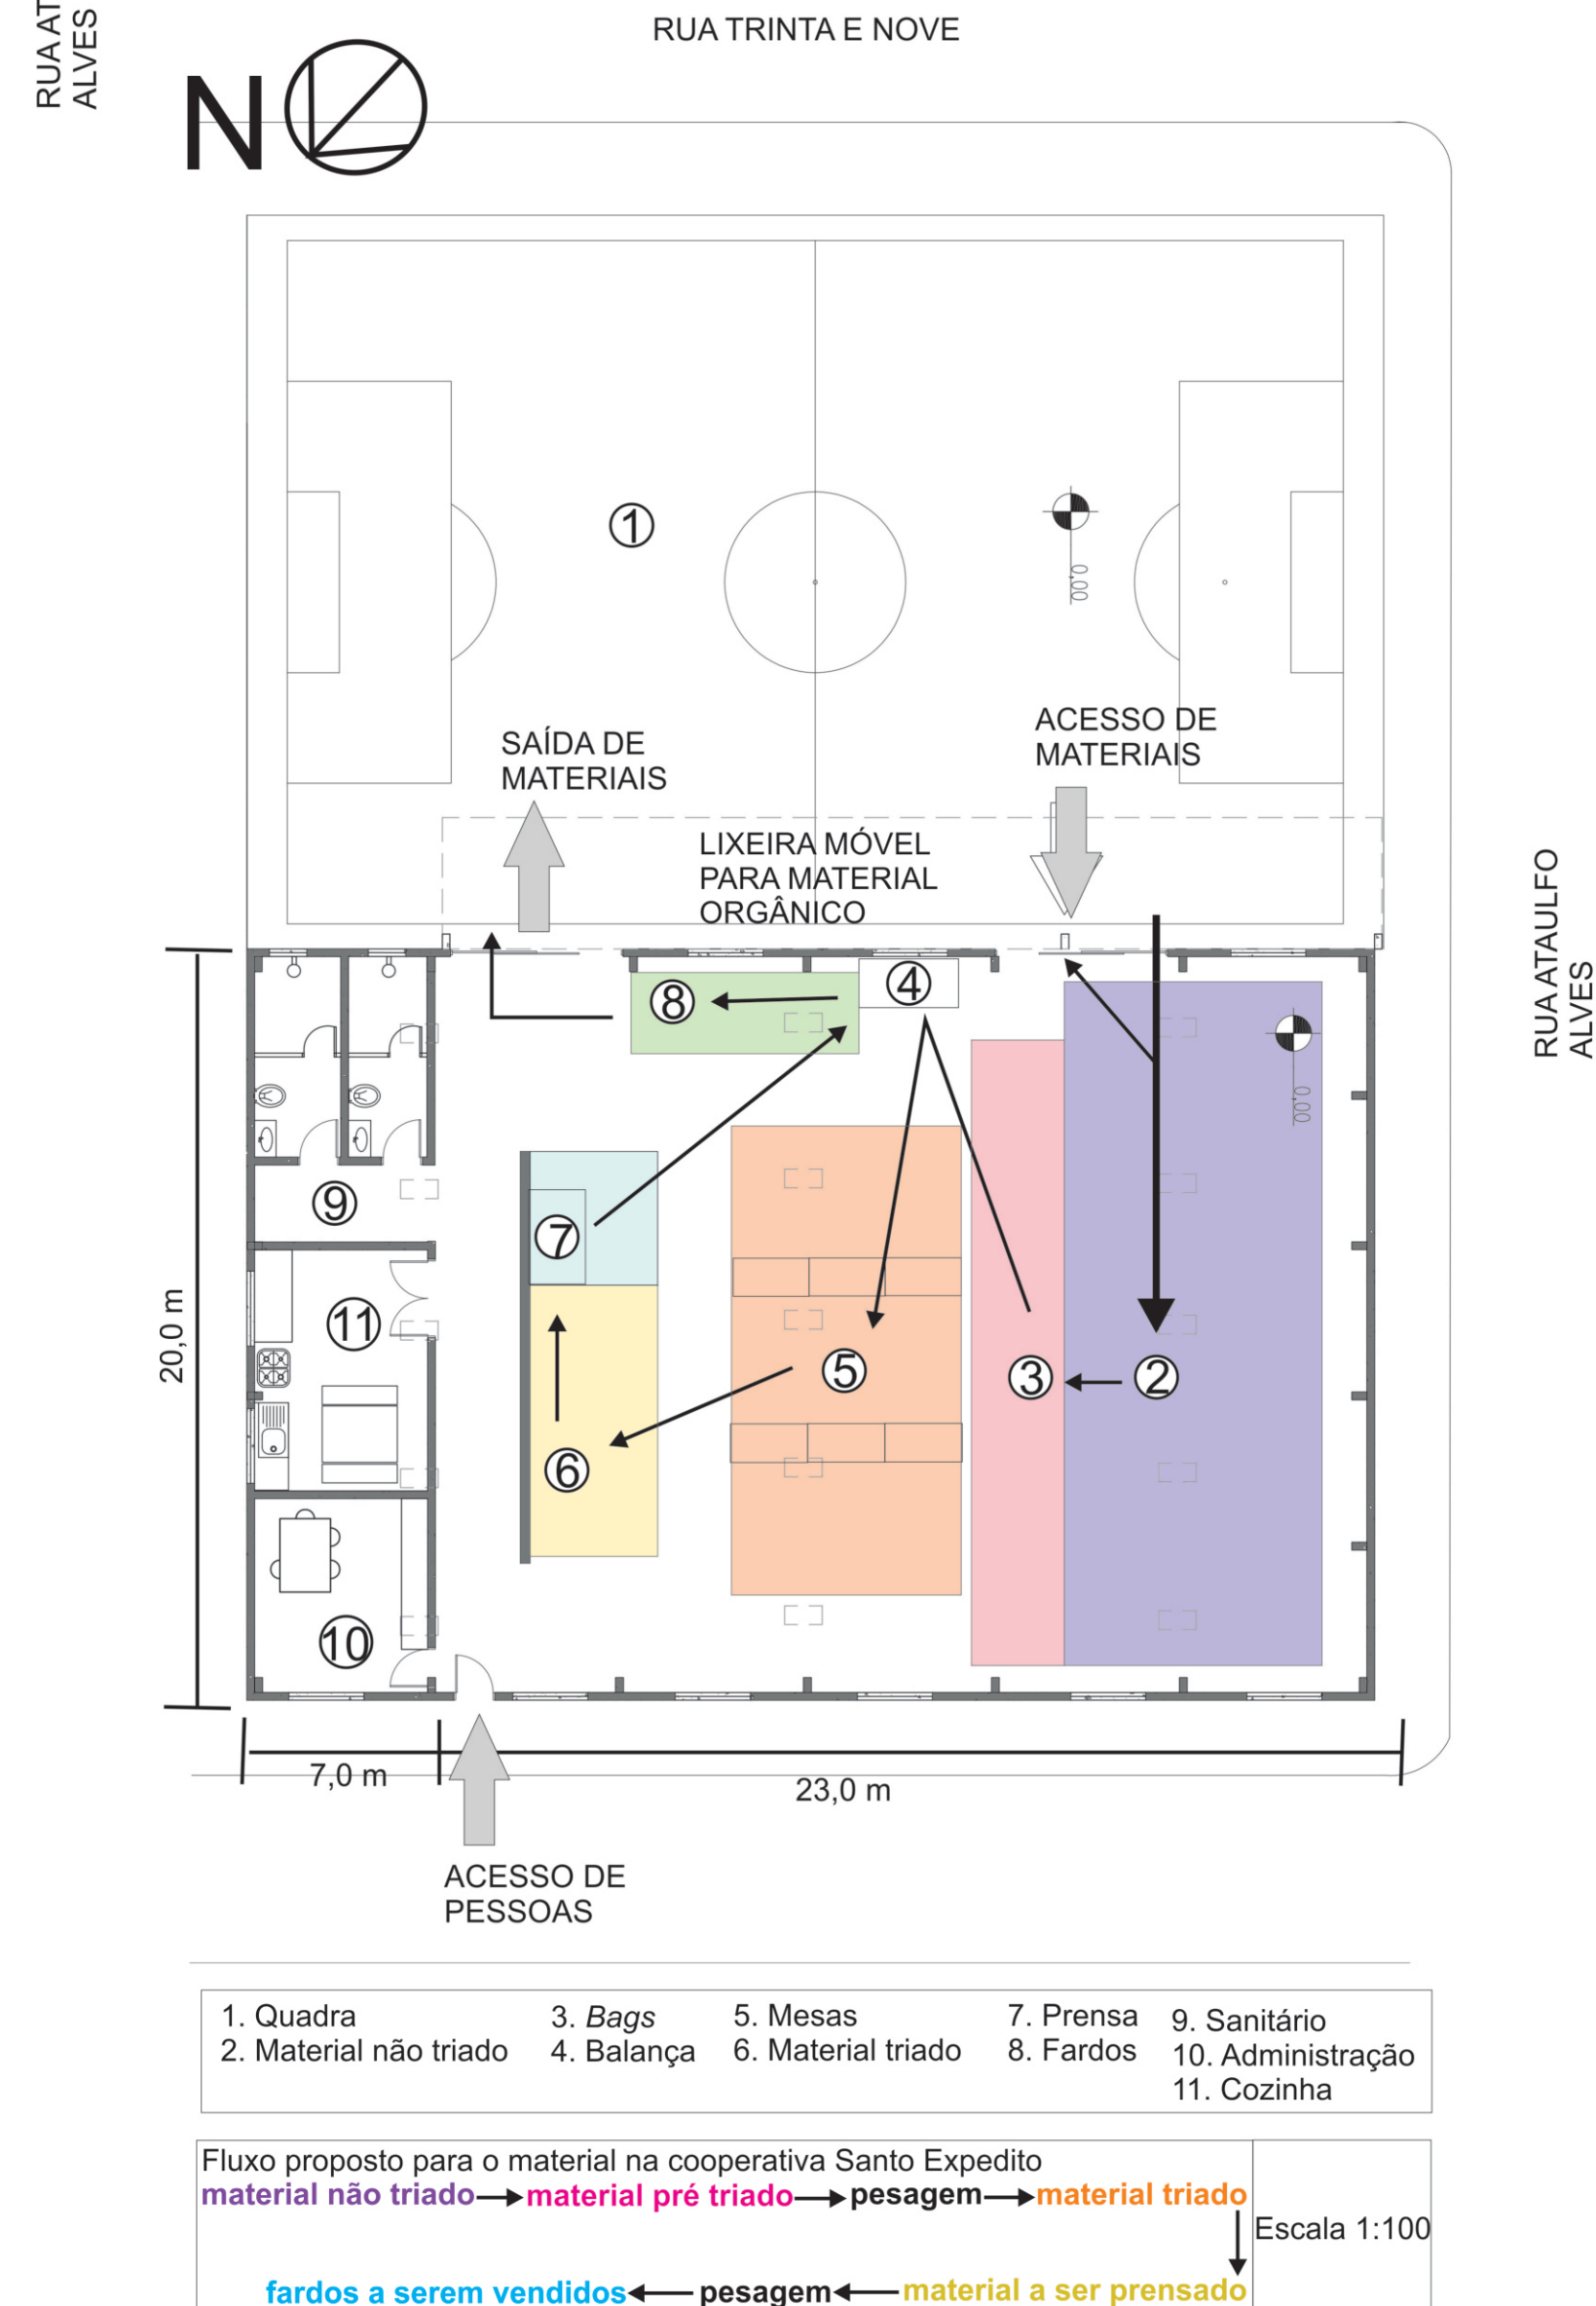 RUA TRINTA E NOVE
ALVES
N
1
0,00
SAÍDA DE
MATERIAIS
ACESSO DE
MATERIAIS
LIXEIRA MÓVEL
PARA MATERIAL
ORGÂNICO
RUA ATAULFO
ALVES
4
8
0,00
9
7
11
5
3
2
6
10
20,0 m
7,0 m
23,0 m
ACESSO DE
PESSOAS
1. Quadra
2. Material não triado
3. Bags
4. Balança
5. Mesas
6. Material triado
7. Prensa
8. Fardos
9. Sanitário
10. Administração
11. Cozinha
Fluxo proposto para o material na cooperativa Santo Expedito
material não triado material pré triado pesagem material triado
Escala 1:100
fardos a serem vendidos pesagem material a ser prensado